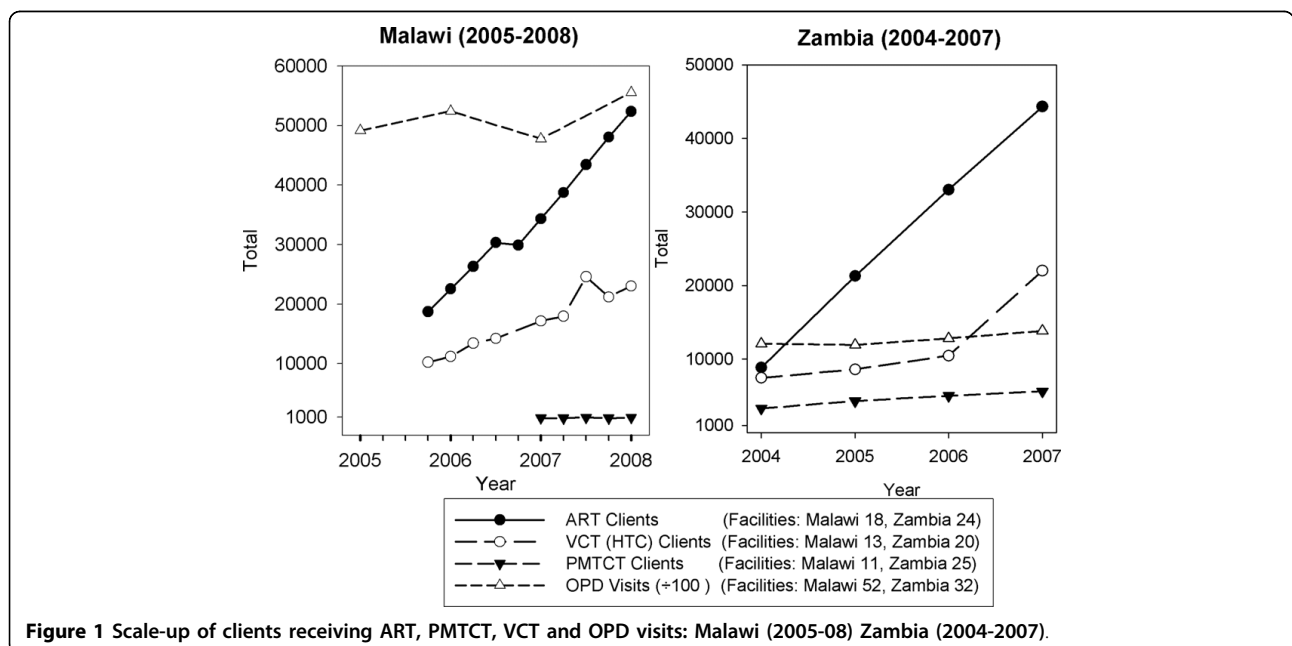 Malawi (2005-2008)
60000
50000
40000
30000
20000
10000
1000
Total
2005
2006
2007
2008
Year
Zambia (2004-2007)
50000
40000
30000
20000
10000
1000
Total
2004
2005
2006
2007
Year
ART Clients (Facilities: Malawi 18, Zambia 24)
VCT (HTC) Clients (Facilities: Malawi 13, Zambia 20)
PMTCT Clients (Facilities: Malawi 11, Zambia 25)
OPD Visits (÷100 ) (Facilities: Malawi 52, Zambia 32)
Figure 1 Scale-up of clients receiving ART, PMTCT, VCT and OPD visits: Malawi (2005-08) Zambia (2004-2007).